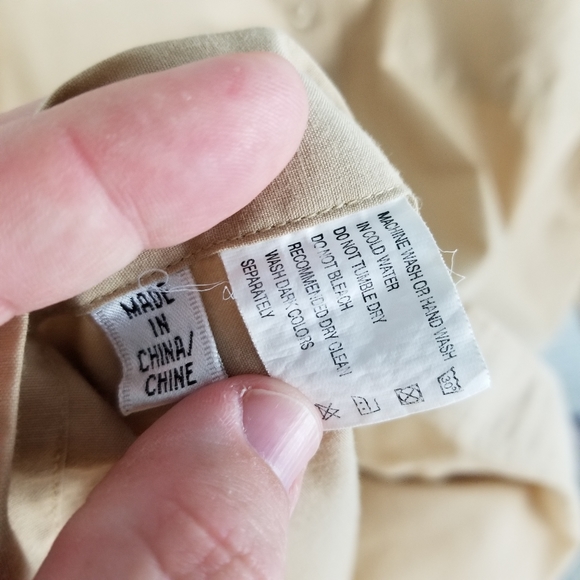 MADE
IN
CHINA/
CHINE
MACHINE WASH OR HAND WASH
IN COLD WATER
DO NOT TUMBLE DRY
DO NOT BLEACH
RECOMMENDED DRY CLEAN
WASH DARK COLORS
SEPARATELY
30°